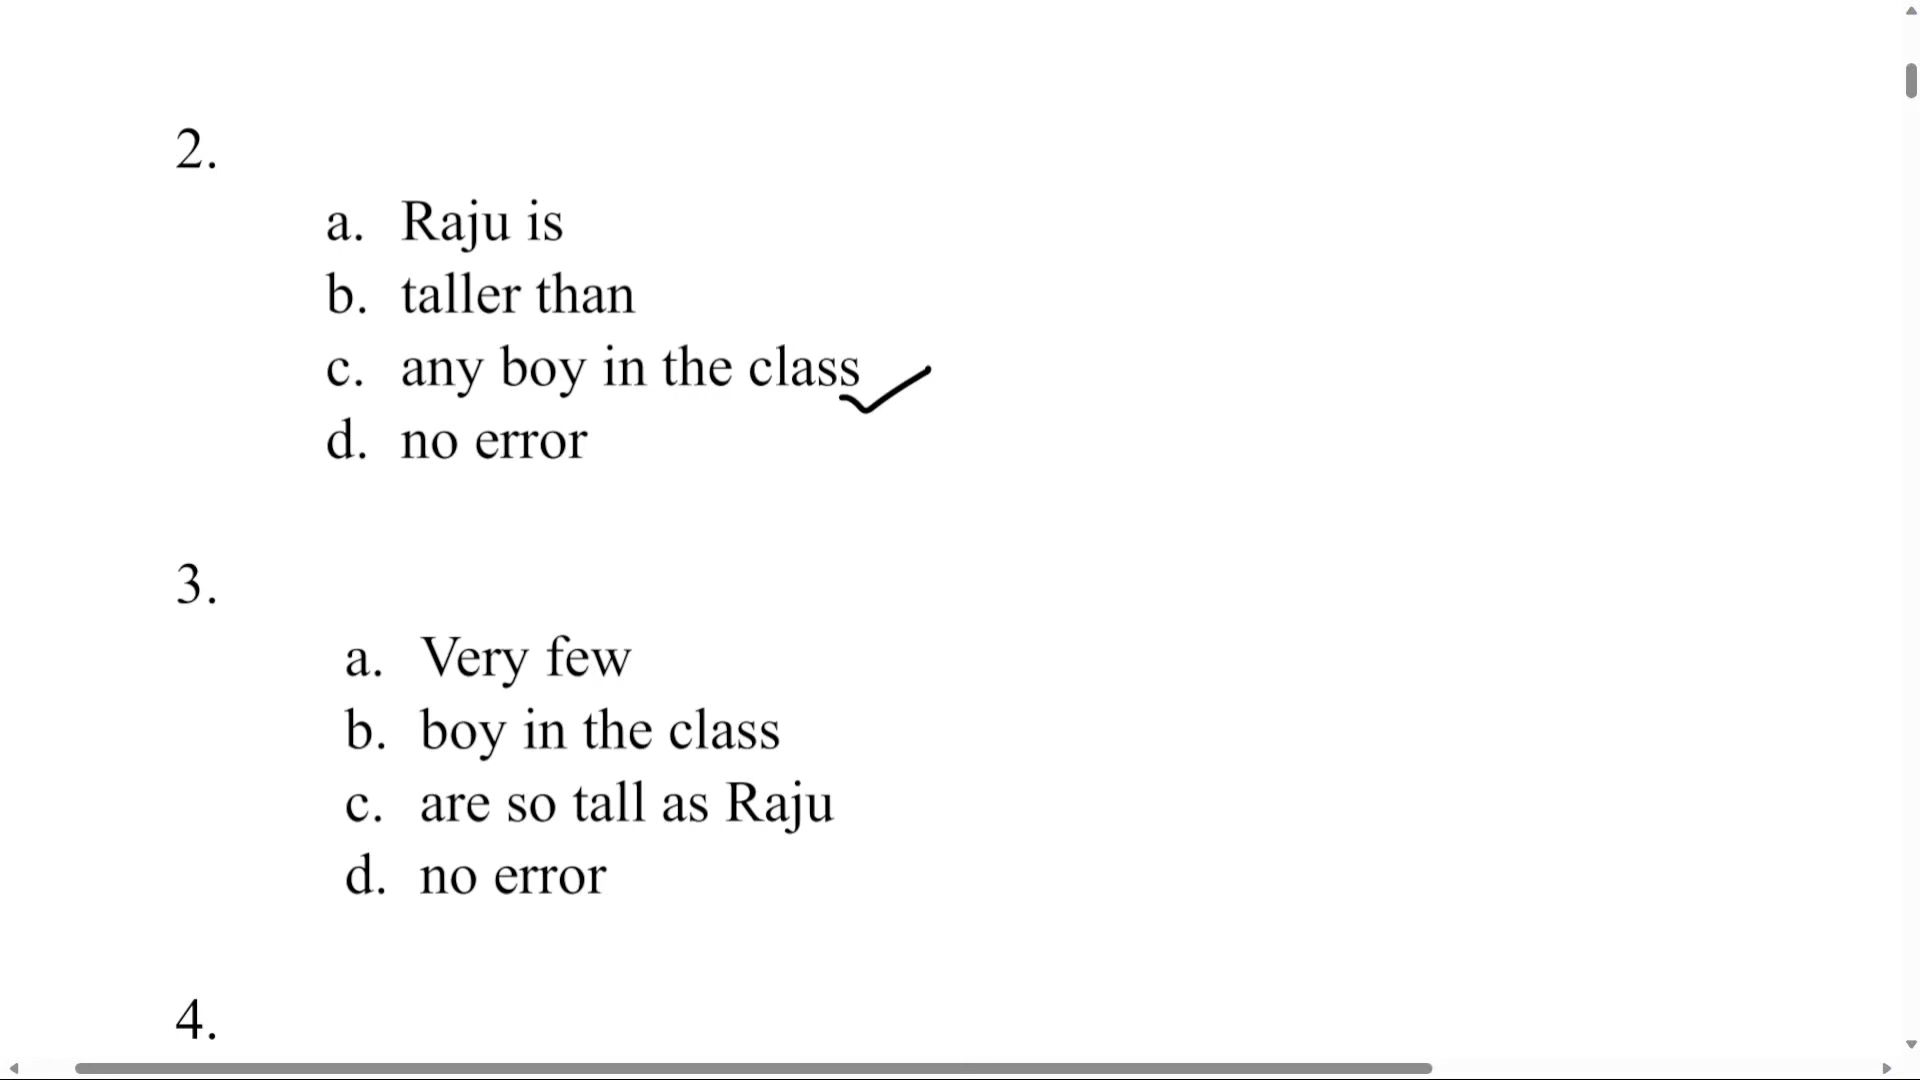 2.
a. Raju is
b. taller than
c. any boy in the class
d. no error
3.
a. Very few
b. boy in the class
c. are so tall as Raju
d. no error
4.